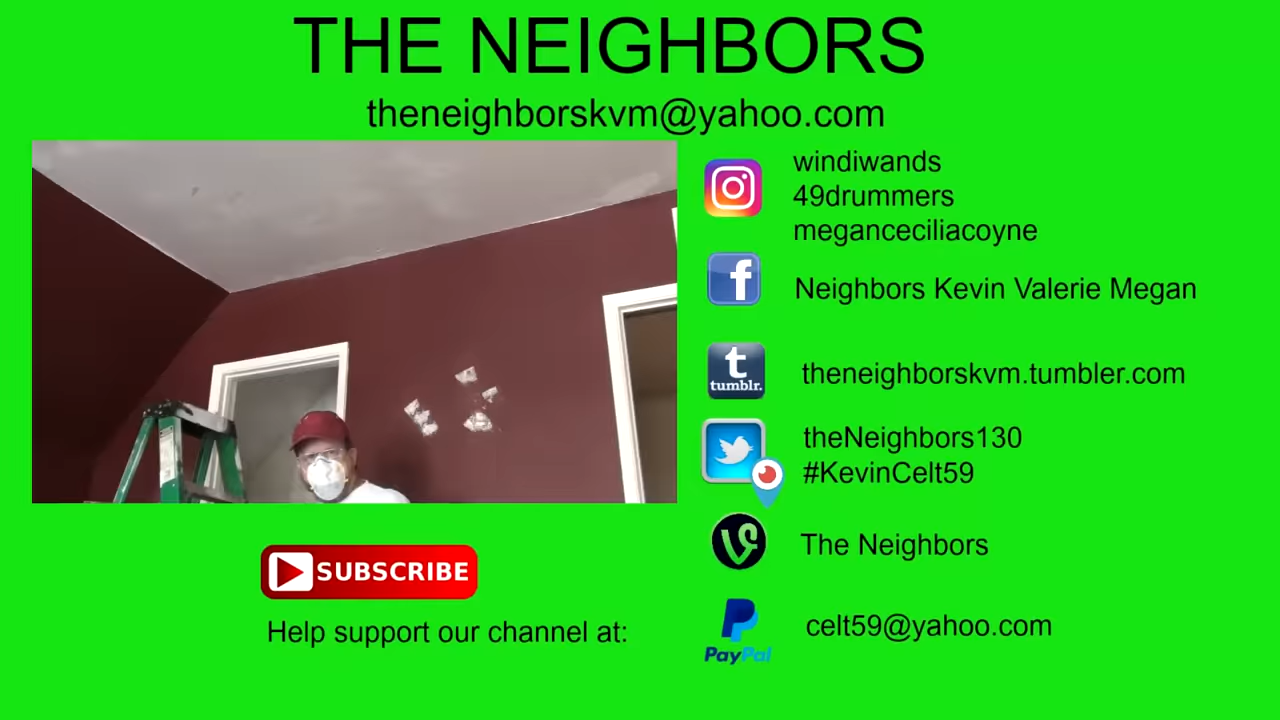 THE NEIGHBORS
theneighborskvm@yahoo.com
windiwands
49drummers
meganceciliacoyne
f
Neighbors Kevin Valerie Megan
t
tumblr.
theneighborskvm.tumbler.com
theNeighbors130
#KevinCelt59
The Neighbors
SUBSCRIBE
Help support our channel at:
PayPal
celt59@yahoo.com